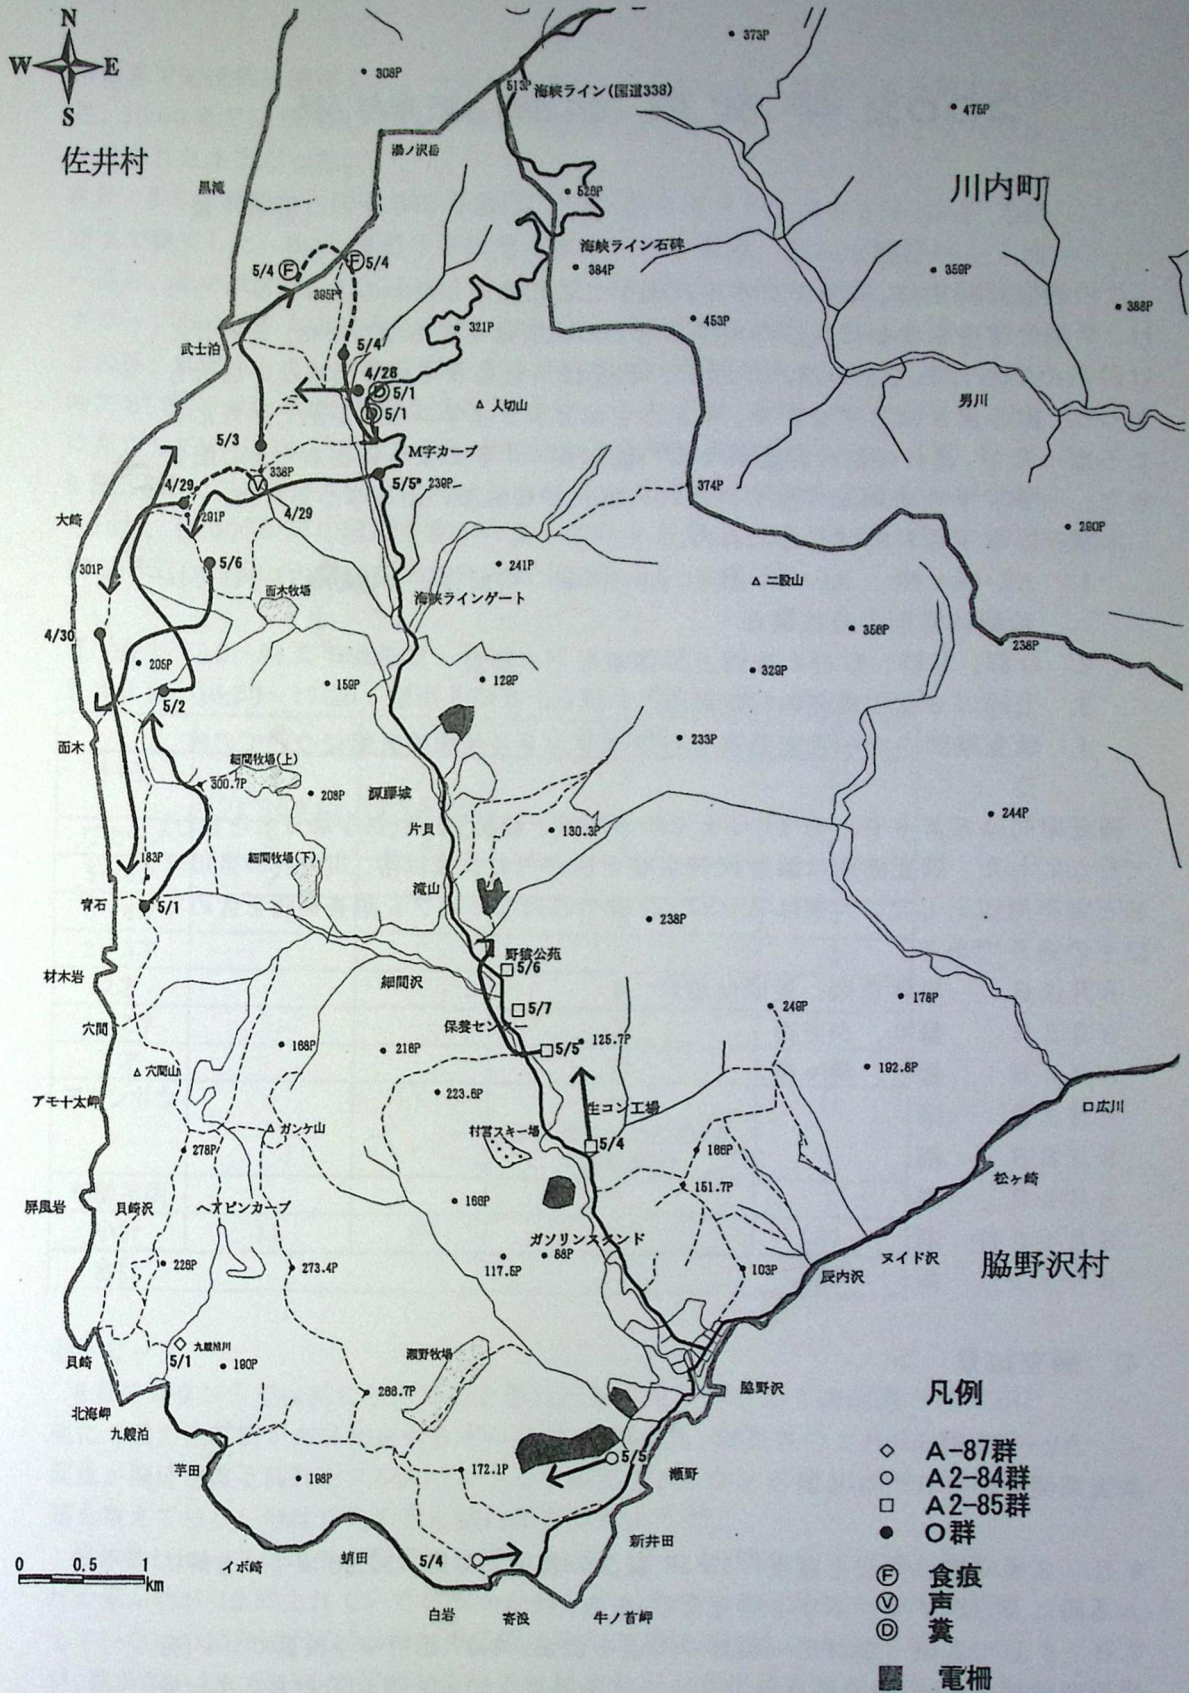 N
W E
S
佐井村
川内町
脇野沢村
373P
308P
513P
海峡ライン(国道338)
475P
湯ノ沢岳
黒滝
526P
海峡ライン石碑
5/4 F
F 5/4
384P
359P
395P
388P
453P
321P
武士泊
5/4
4/28
D 5/1
D 5/1
人切山
男川
5/3
M字カーブ
338P
V
5/5
239P
374P
4/29
291P
4/29
大崎
290P
5/6
241P
301P
二股山
面木牧場
海峡ラインゲート
4/30
356P
238P
205P
329P
159P
129P
5/2
面木
233P
細間牧場(上)
300.7P
208P
源藤城
244P
片貝
130.3P
183P
細間牧場(下)
滝山
青石
5/1
238P
野猿公苑
5/6
材木岩
細間沢
178P
249P
5/7
穴間
保養センター
168P
216P
5/5
125.7P
穴間山
192.6P
アモ十太岬
223.6P
生コン工場
口広川
ガンケ山
村営スキー場
5/4
278P
166P
松ヶ崎
151.7P
屏風岩
貝崎沢
ヘアピンカーブ
166P
ガソリンスタンド
88P
ヌイド沢
226P
273.4P
117.5P
103P
辰内沢
九艘泊川
5/1
190P
瀬野牧場
貝崎
286.7P
脇野沢
北海岬
九艘泊
芋田
198P
172.1P
5/5
瀬野
新井田
5/4
イボ崎
蛸田
白岩
寄浪
牛ノ首岬
0 0.5 1
km
凡例
◇ A-87群
○ A2-84群
□ A2-85群
● O群
Ⓕ 食痕
Ⓥ 声
Ⓓ 糞
電柵